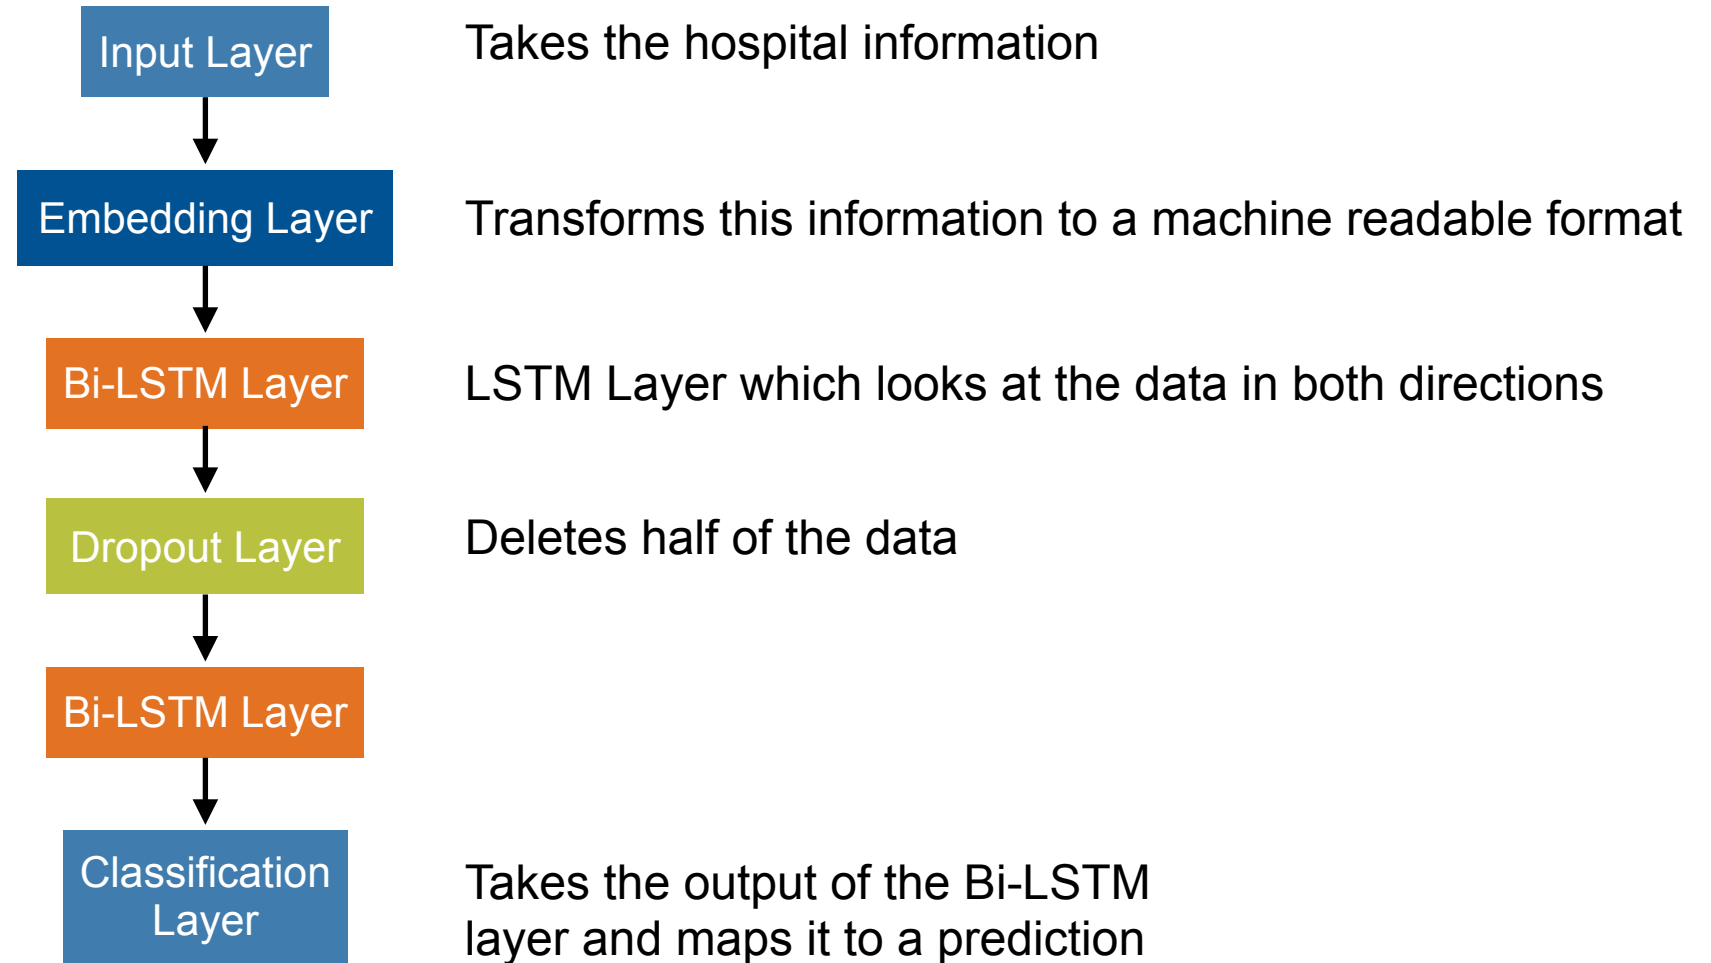 Input Layer
Takes the hospital information
Embedding Layer
Transforms this information to a machine readable format
Bi-LSTM Layer
LSTM Layer which looks at the data in both directions
Dropout Layer
Deletes half of the data
Bi-LSTM Layer
Classification
Layer
Takes the output of the Bi-LSTM
layer and maps it to a prediction